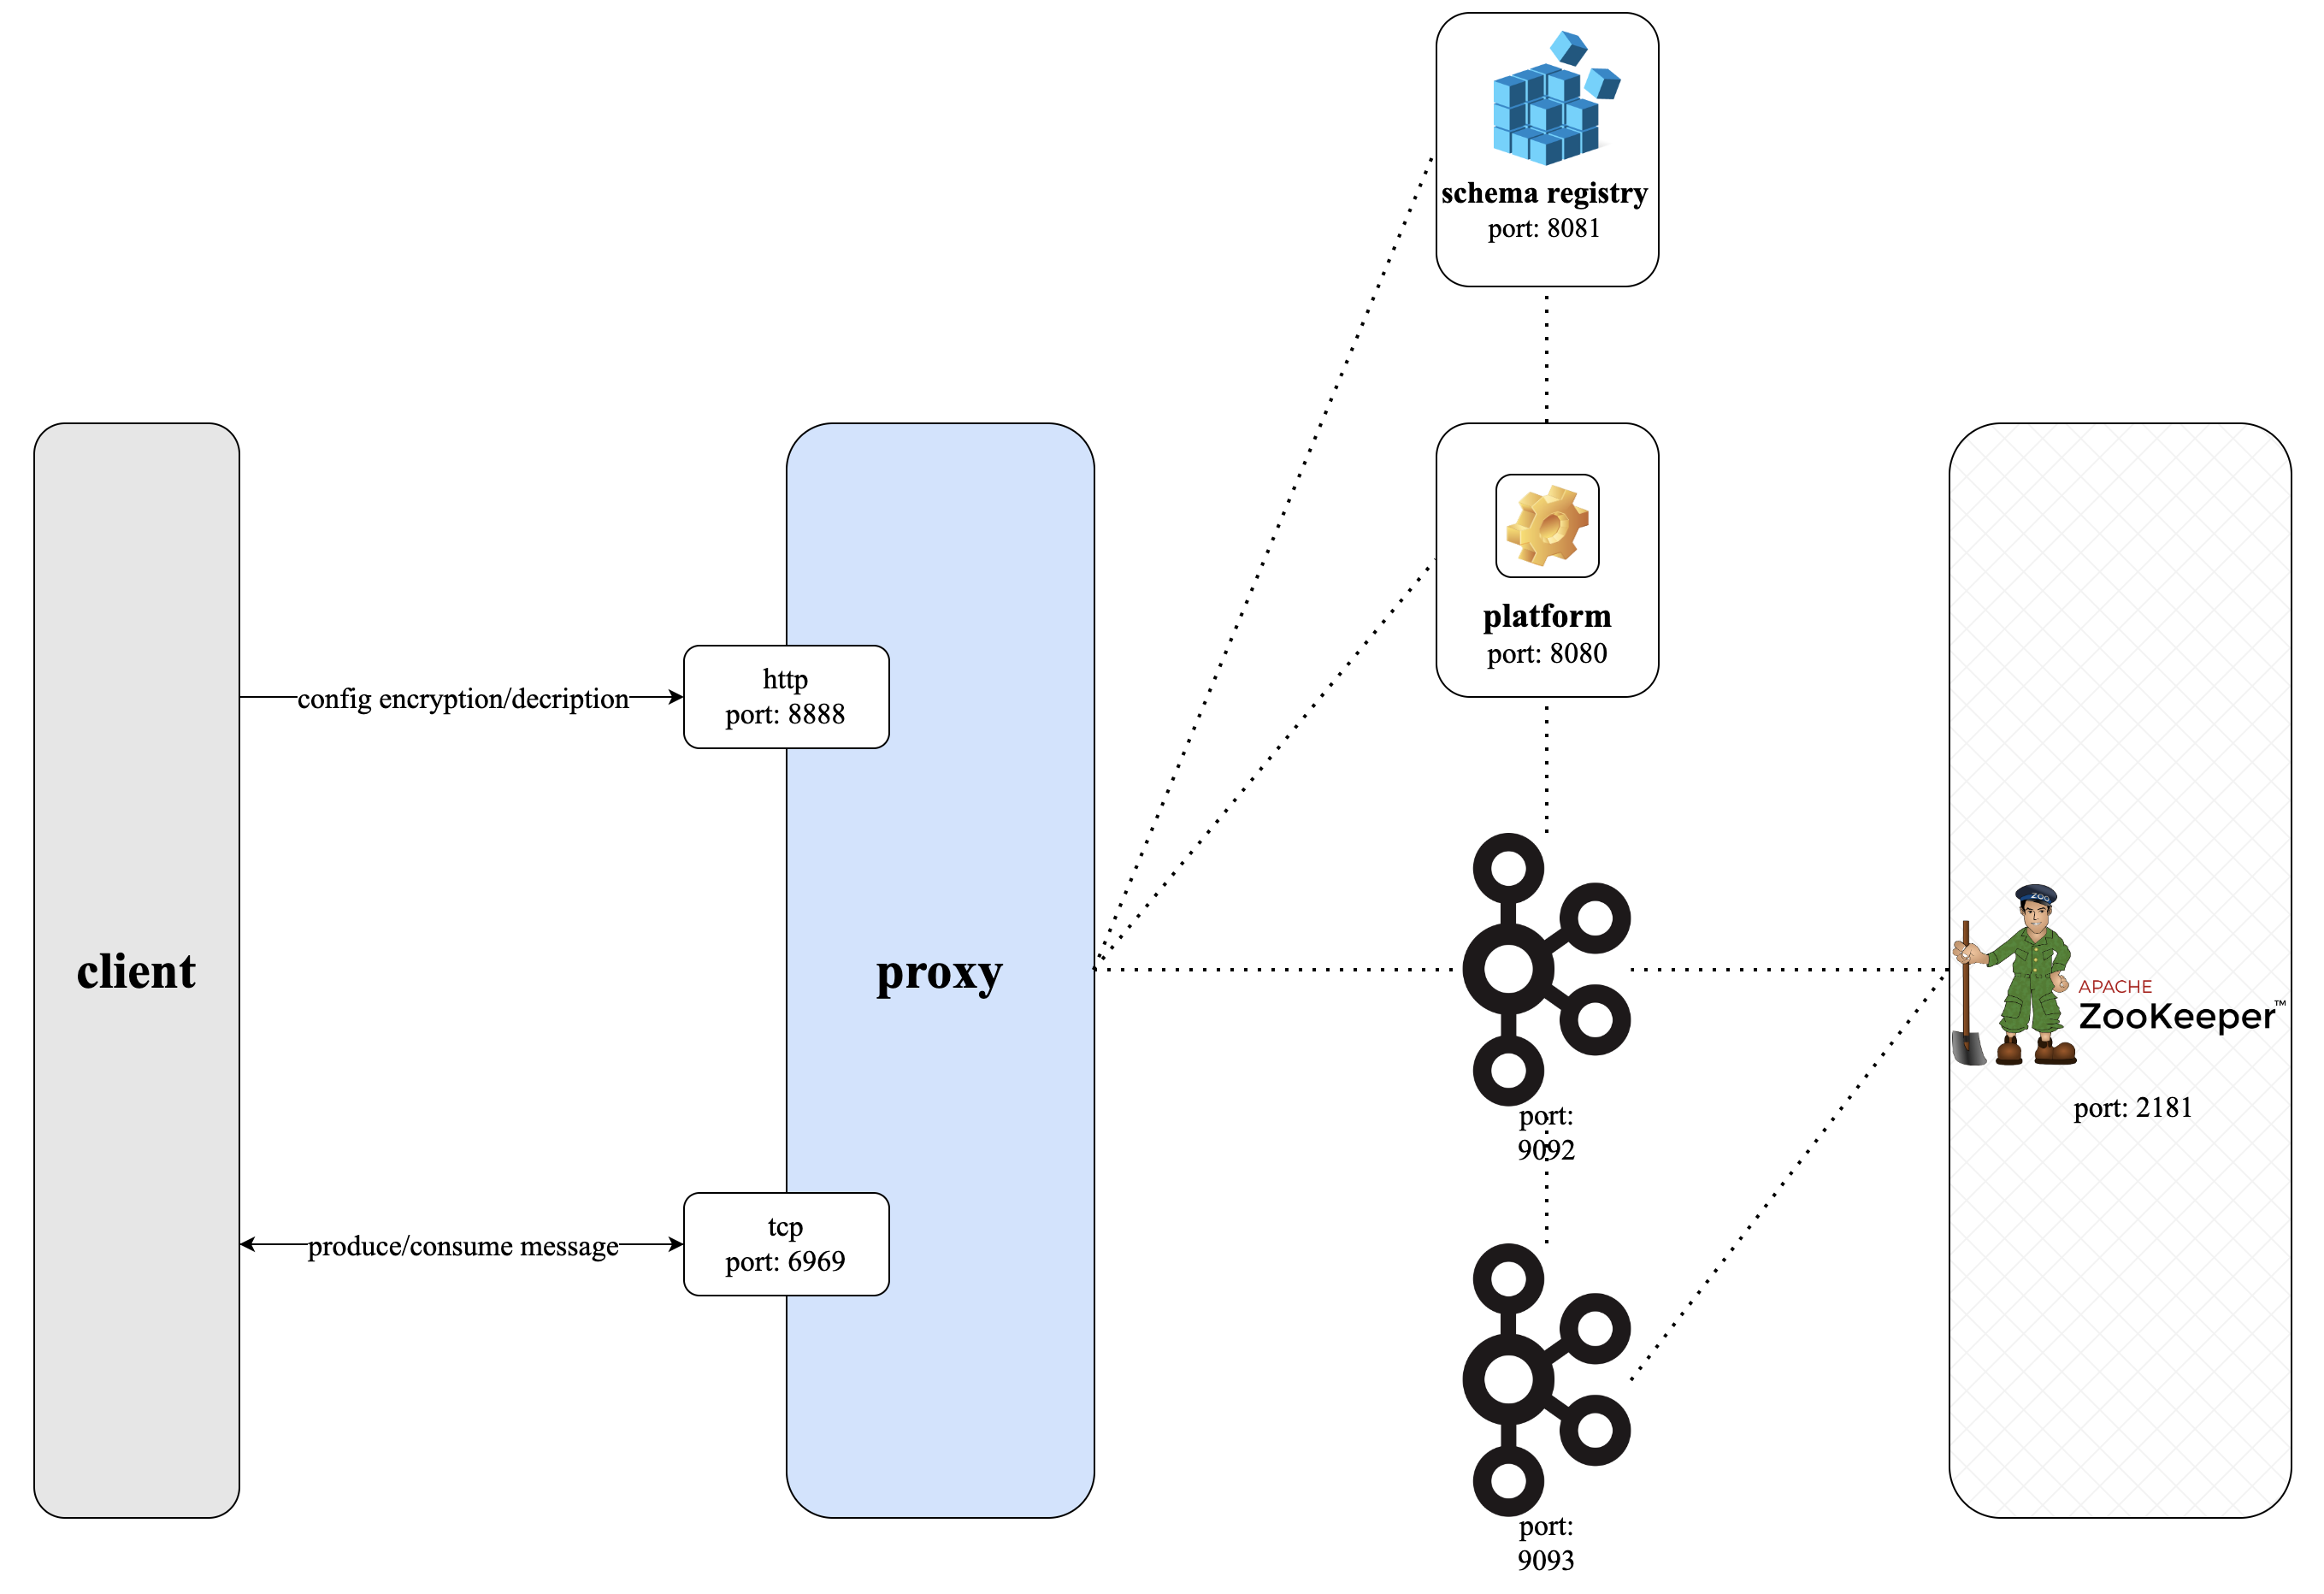 schema registry
port: 8081
platform
port: 8080
http
port: 8888
config encryption/decription
client
proxy
ZOO
APACHE
ZooKeeper™
port: 2181
port:
9092
tcp
port: 6969
produce/consume message
port:
9093